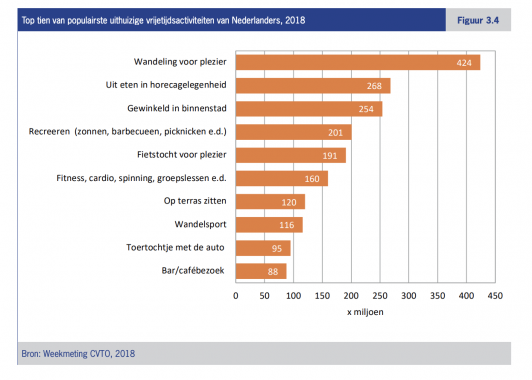 Top tien van populairste uithuizige vrijetijdsactiviteiten van Nederlanders, 2018 Figuur 3.4
Wandeling voor plezier 424
Uit eten in horecagelegenheid 268
Gewinkeld in binnenstad 254
Recreëren (zonnen, barbecueen, picknicken e.d.) 201
Fietstocht voor plezier 191
Fitness, cardio, spinning, groepslessen e.d. 160
Op terras zitten 120
Wandelsport 116
Toertochtje met de auto 95
Bar/cafébezoek 88
0 50 100 150 200 250 300 350 400 450
x miljoen
Bron: Weekmeting CVTO, 2018